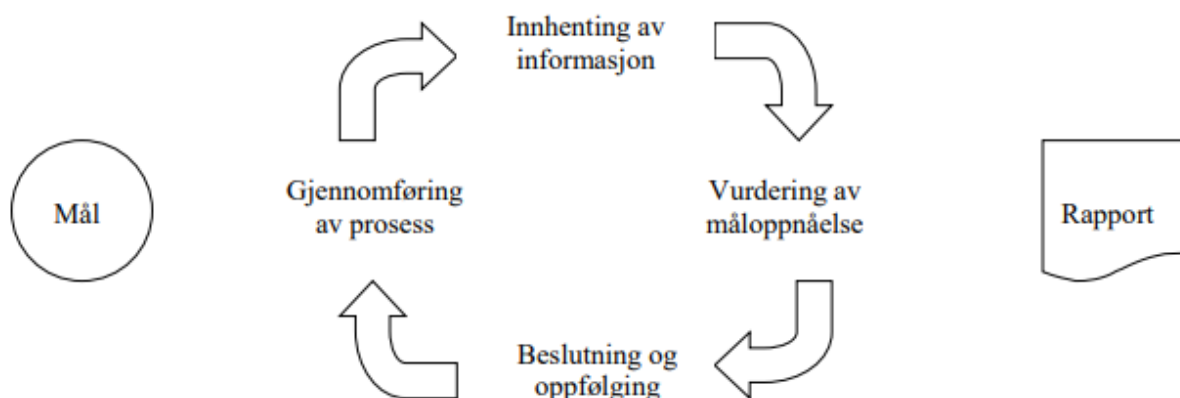 Innhenting av
informasjon
Mål
Gjennomføring
av prosess
Vurdering av
måloppnåelse
Rapport
Beslutning og
oppfølging